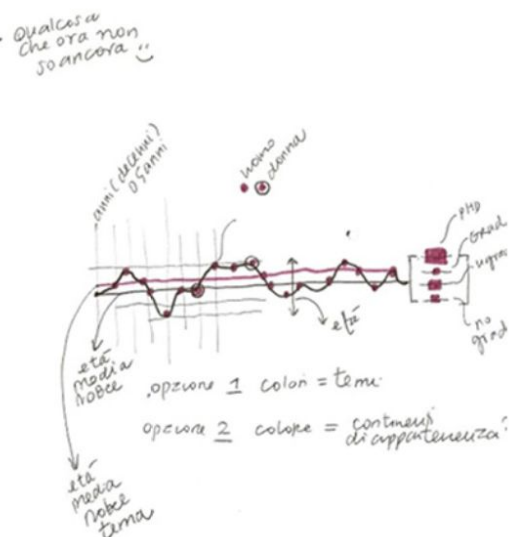 Qualcosa
che ora non
so ancora
anni (decenni)
o 5 anni
uomo
donna
PHD
Grad
ugrad
no
grad
età
età
media
nobel
opzione 1 colori = temi
opzione 2 colore = continenti
di appartenenza?
età
media
nobel
tema